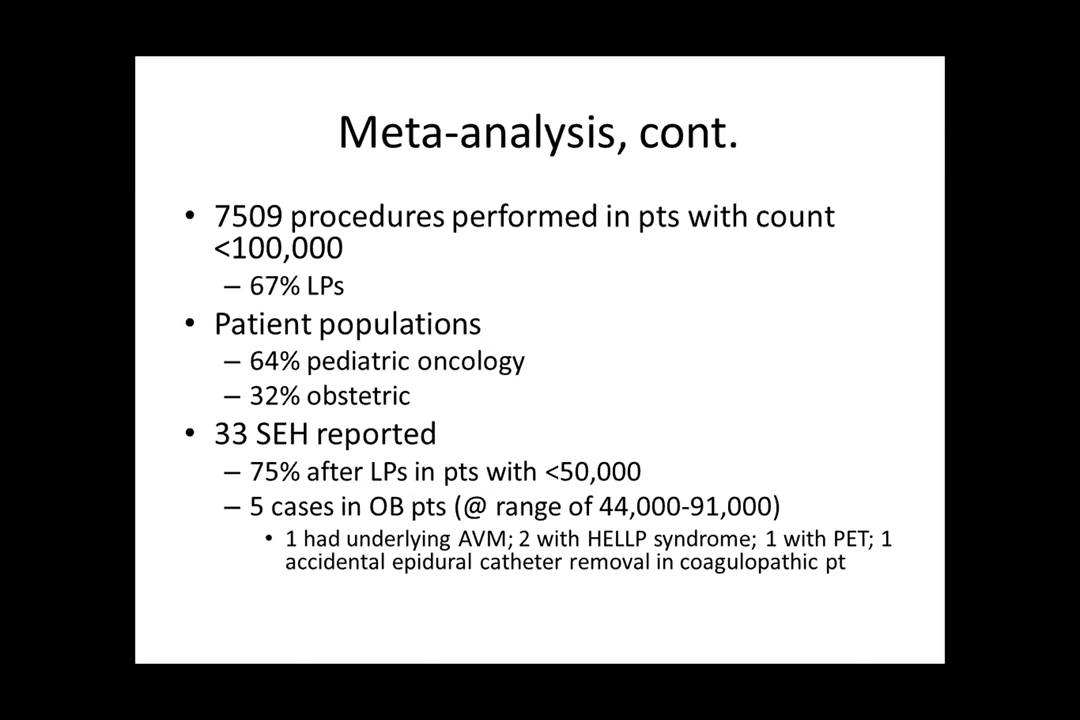 Meta-analysis, cont.
• 7509 procedures performed in pts with count
<100,000
– 67% LPs
• Patient populations
– 64% pediatric oncology
– 32% obstetric
• 33 SEH reported
– 75% after LPs in pts with <50,000
– 5 cases in OB pts (@ range of 44,000-91,000)
• 1 had underlying AVM; 2 with HELLP syndrome; 1 with PET; 1
accidental epidural catheter removal in coagulopathic pt